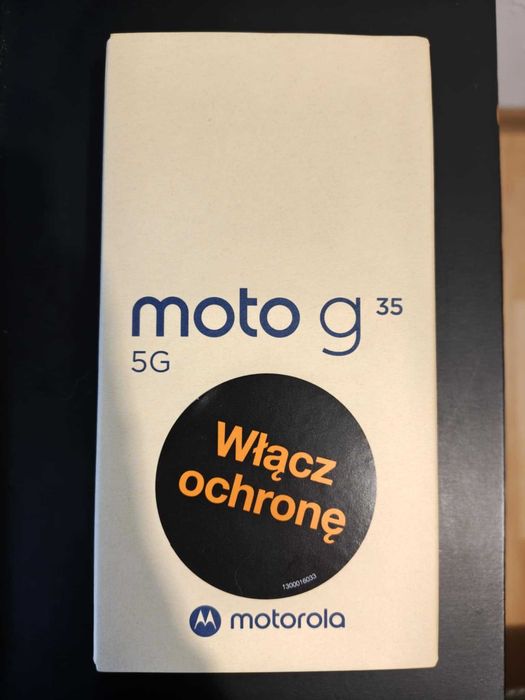 moto g 35
5G
Włącz
ochronę
1300016033
motorola